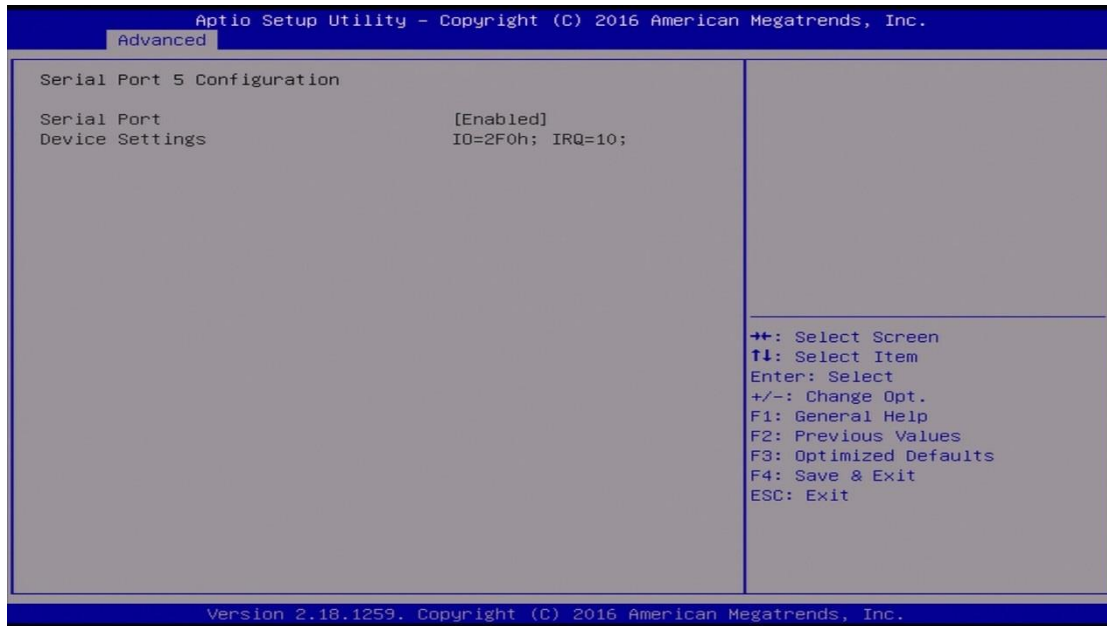 Aptio Setup Utility – Copyright (C) 2016 American Megatrends, Inc.
Advanced
Serial Port 5 Configuration
Serial Port [Enabled]
Device Settings IO=2F0h; IRQ=10;
→←: Select Screen
↑↓: Select Item
Enter: Select
+/-: Change Opt.
F1: General Help
F2: Previous Values
F3: Optimized Defaults
F4: Save & Exit
ESC: Exit
Version 2.18.1259. Copyright (C) 2016 American Megatrends, Inc.